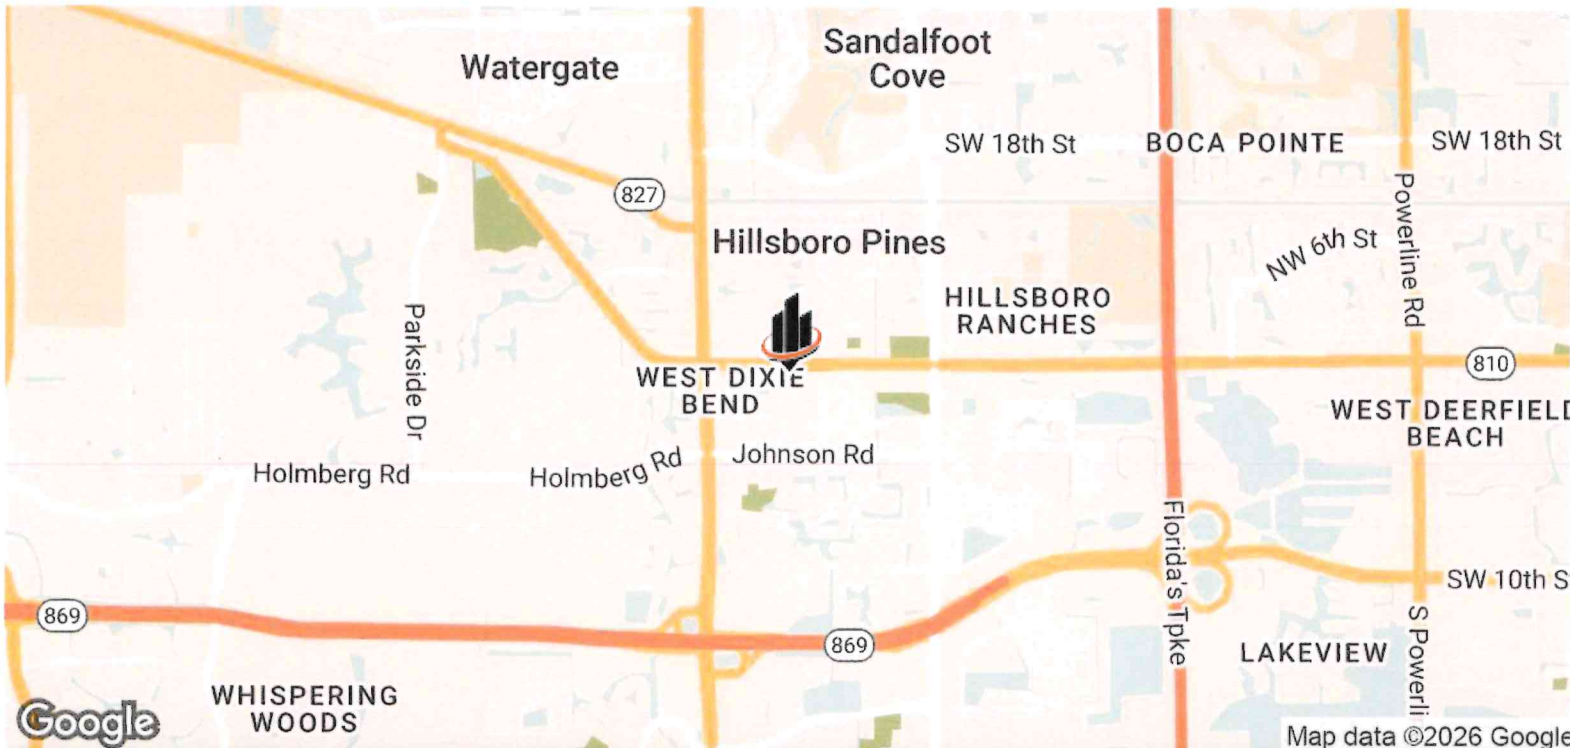 Sandalfoot
Cove
Watergate
SW 18th St
BOCA POINTE
SW 18th St
827
Powerline Rd
Hillsboro Pines
NW 6th St
HILLSBORO
RANCHES
Parkside Dr
810
WEST DIXIE
BEND
WEST DEERFIELD
BEACH
Holmberg Rd
Holmberg Rd
Johnson Rd
Florida's Tpke
SW 10th S
869
869
S Powerli
LAKEVIEW
WHISPERING
WOODS
Google
Map data ©2026 Google